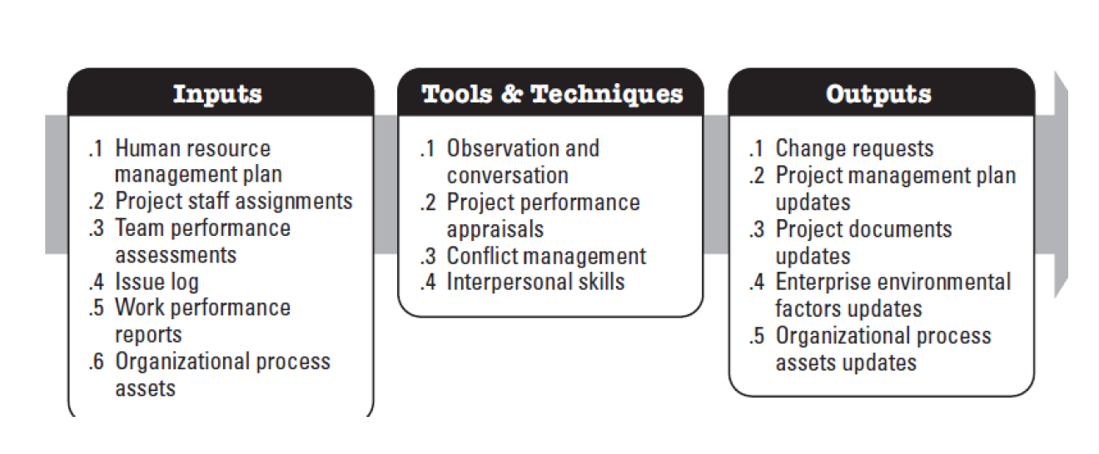 Inputs
.1 Human resource
management plan
.2 Project staff assignments
.3 Team performance
assessments
.4 Issue log
.5 Work performance
reports
.6 Organizational process
assets
Tools & Techniques
.1 Observation and
conversation
.2 Project performance
appraisals
.3 Conflict management
.4 Interpersonal skills
Outputs
.1 Change requests
.2 Project management plan
updates
.3 Project documents
updates
.4 Enterprise environmental
factors updates
.5 Organizational process
assets updates